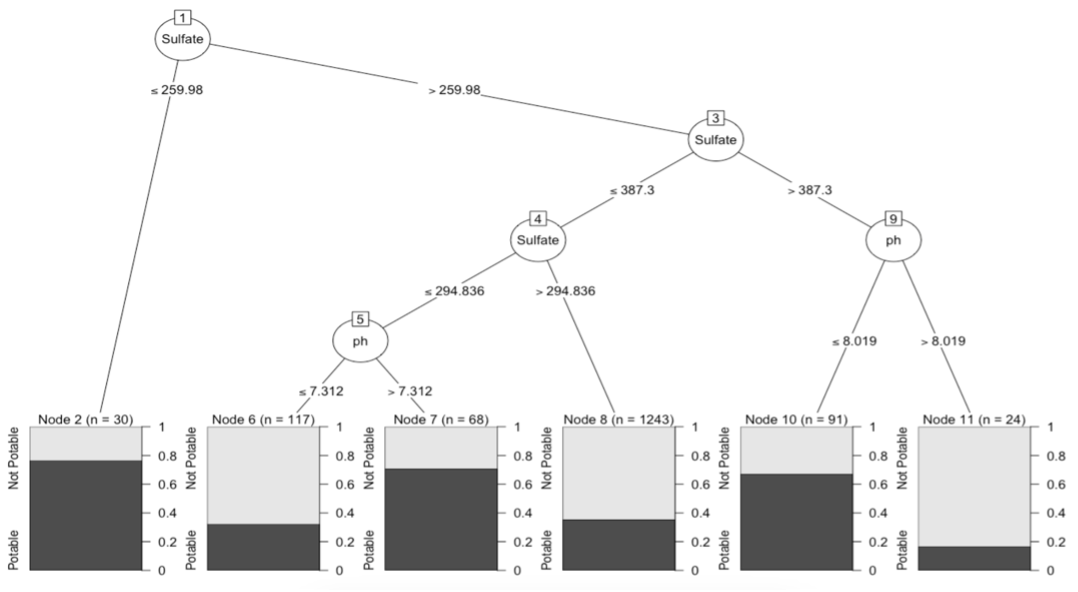 1
Sulfate
≤ 259.98
> 259.98
3
Sulfate
≤ 387.3
> 387.3
4
Sulfate
9
ph
≤ 294.836
> 294.836
5
ph
≤ 8.019
> 8.019
≤ 7.312
> 7.312
Node 2 (n = 30)
Not Potable
Potable
1
0.8
0.6
0.4
0.2
0
Node 6 (n = 117)
Not Potable
Potable
1
0.8
0.6
0.4
0.2
0
Node 7 (n = 68)
Not Potable
Potable
1
0.8
0.6
0.4
0.2
0
Node 8 (n = 1243)
Not Potable
Potable
1
0.8
0.6
0.4
0.2
0
Node 10 (n = 91)
Not Potable
Potable
1
0.8
0.6
0.4
0.2
0
Node 11 (n = 24)
Not Potable
Potable
1
0.8
0.6
0.4
0.2
0